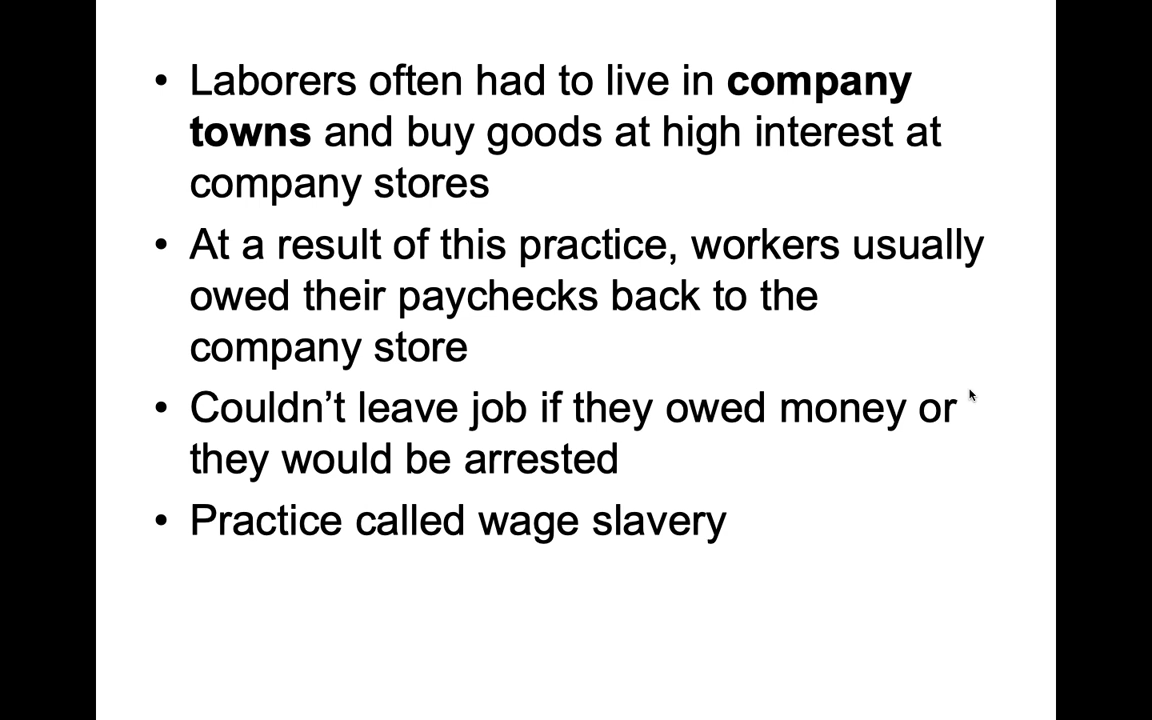 • Laborers often had to live in company
towns and buy goods at high interest at
company stores
• At a result of this practice, workers usually
owed their paychecks back to the
company store
• Couldn’t leave job if they owed money or
they would be arrested
• Practice called wage slavery